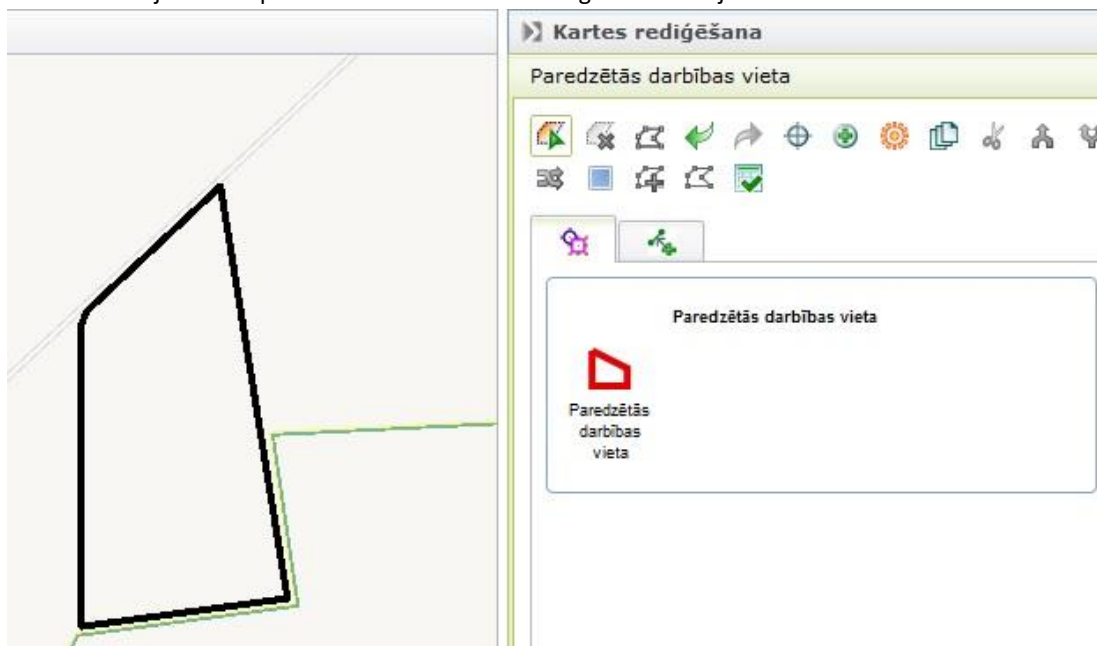 Kartes rediģēšana
Paredzētās darbības vieta
Paredzētās darbības vieta
Paredzētās
darbības
vieta